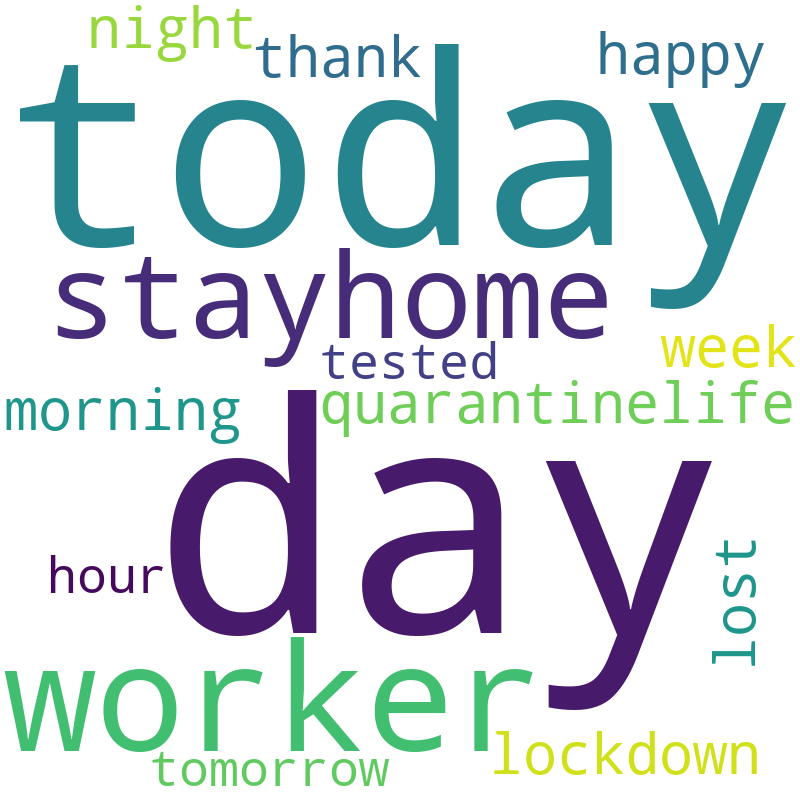 night
thank
happy
today
stayhome
week
tested
morning
quarantinelife
day
hour
lost
worker
lockdown
tomorrow